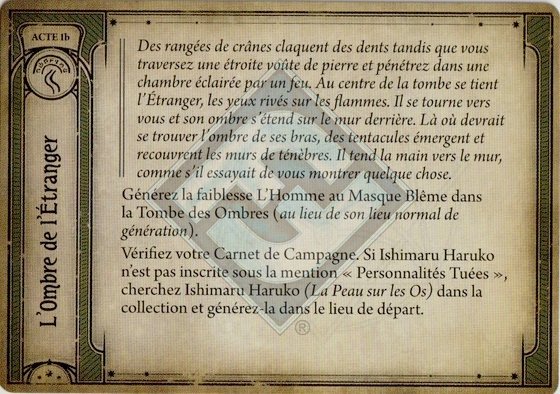 ACTE 1b
L'Ombre de l'Étranger
Des rangées de crânes claquent des dents tandis que vous
traversez une étroite voûte de pierre et pénétrez dans une
chambre éclairée par un feu. Au centre de la tombe se tient
l'Étranger, les yeux rivés sur les flammes. Il se tourne vers
vous et son ombre s'étend sur le mur derrière. Là où devrait
se trouver l'ombre de ses bras, des tentacules émergent et
recouvrent les murs de ténèbres. Il tend la main vers le mur,
comme s'il essayait de vous montrer quelque chose.
Générez la faiblesse L'Homme au Masque Blême dans
la Tombe des Ombres (au lieu de son lieu normal de
génération).
Vérifiez votre Carnet de Campagne. Si Ishimaru Haruko
n'est pas inscrite sous la mention « Personnalités Tuées »,
cherchez Ishimaru Haruko (La Peau sur les Os) dans la
collection et générez-la dans le lieu de départ.
®